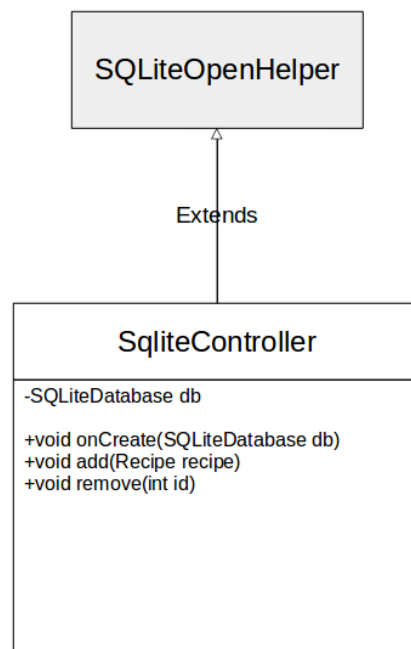 SQLiteOpenHelper
Extends
SqliteController
-SQLiteDatabase db
+void onCreate(SQLiteDatabase db)
+void add(Recipe recipe)
+void remove(int id)